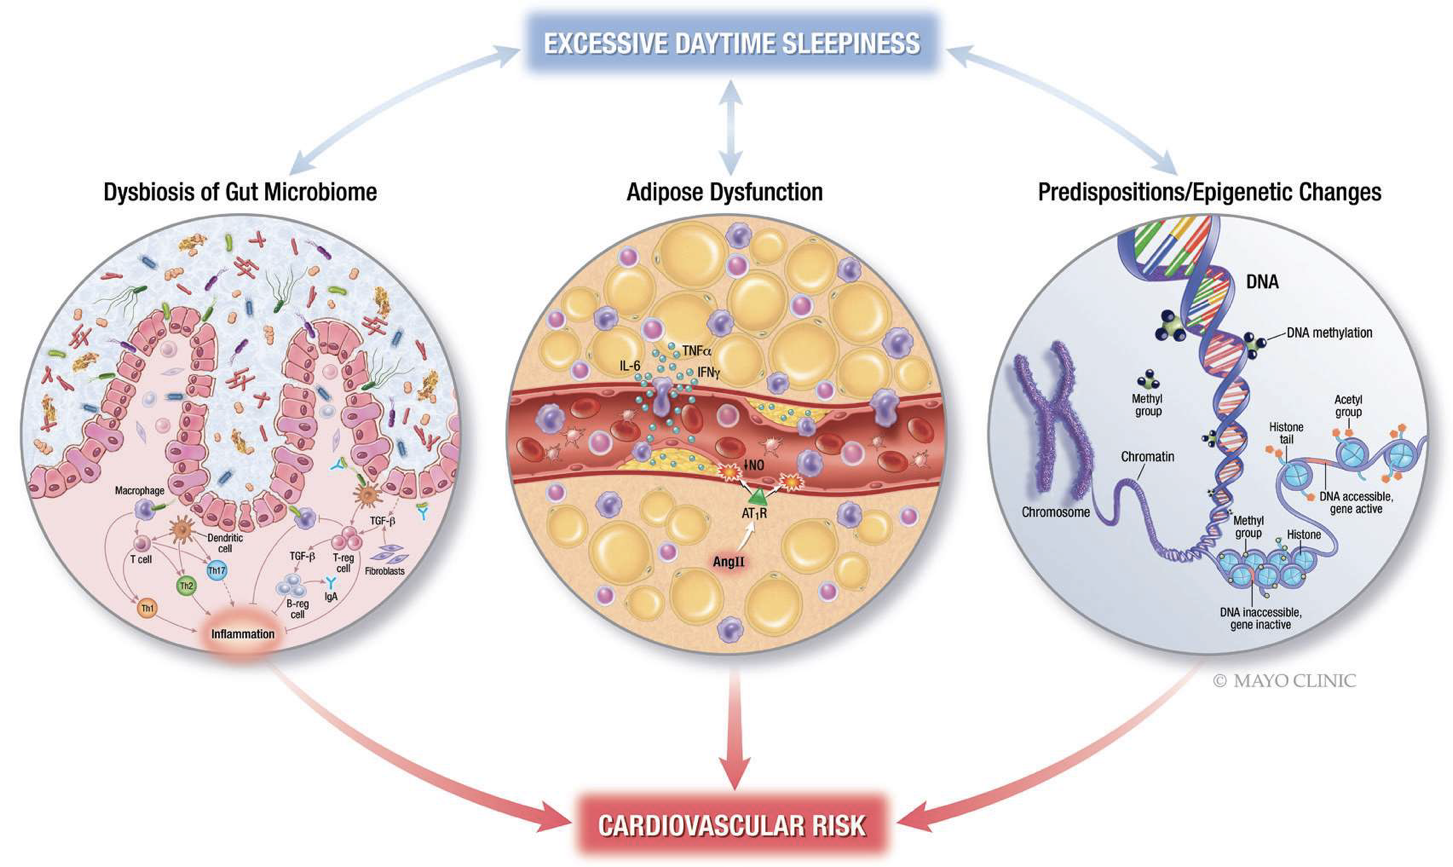 EXCESSIVE DAYTIME SLEEPINESS
Dysbiosis of Gut Microbiome
Macrophage
T cell
Dendritic
cell
Th1
Th2
Th17
TGF-β
TGF-β
T-reg
cell
Fibroblasts
B-reg
cell
IgA
Inflammation
Adipose Dysfunction
TNFα
IL-6
IFNγ
↓NO
AT₁R
AngII
Predispositions/Epigenetic Changes
DNA
DNA methylation
Methyl
group
Acetyl
group
Histone
tail
Chromatin
Chromosome
DNA accessible,
gene active
Methyl
group
Histone
DNA inaccessible,
gene inactive
© MAYO CLINIC
CARDIOVASCULAR RISK